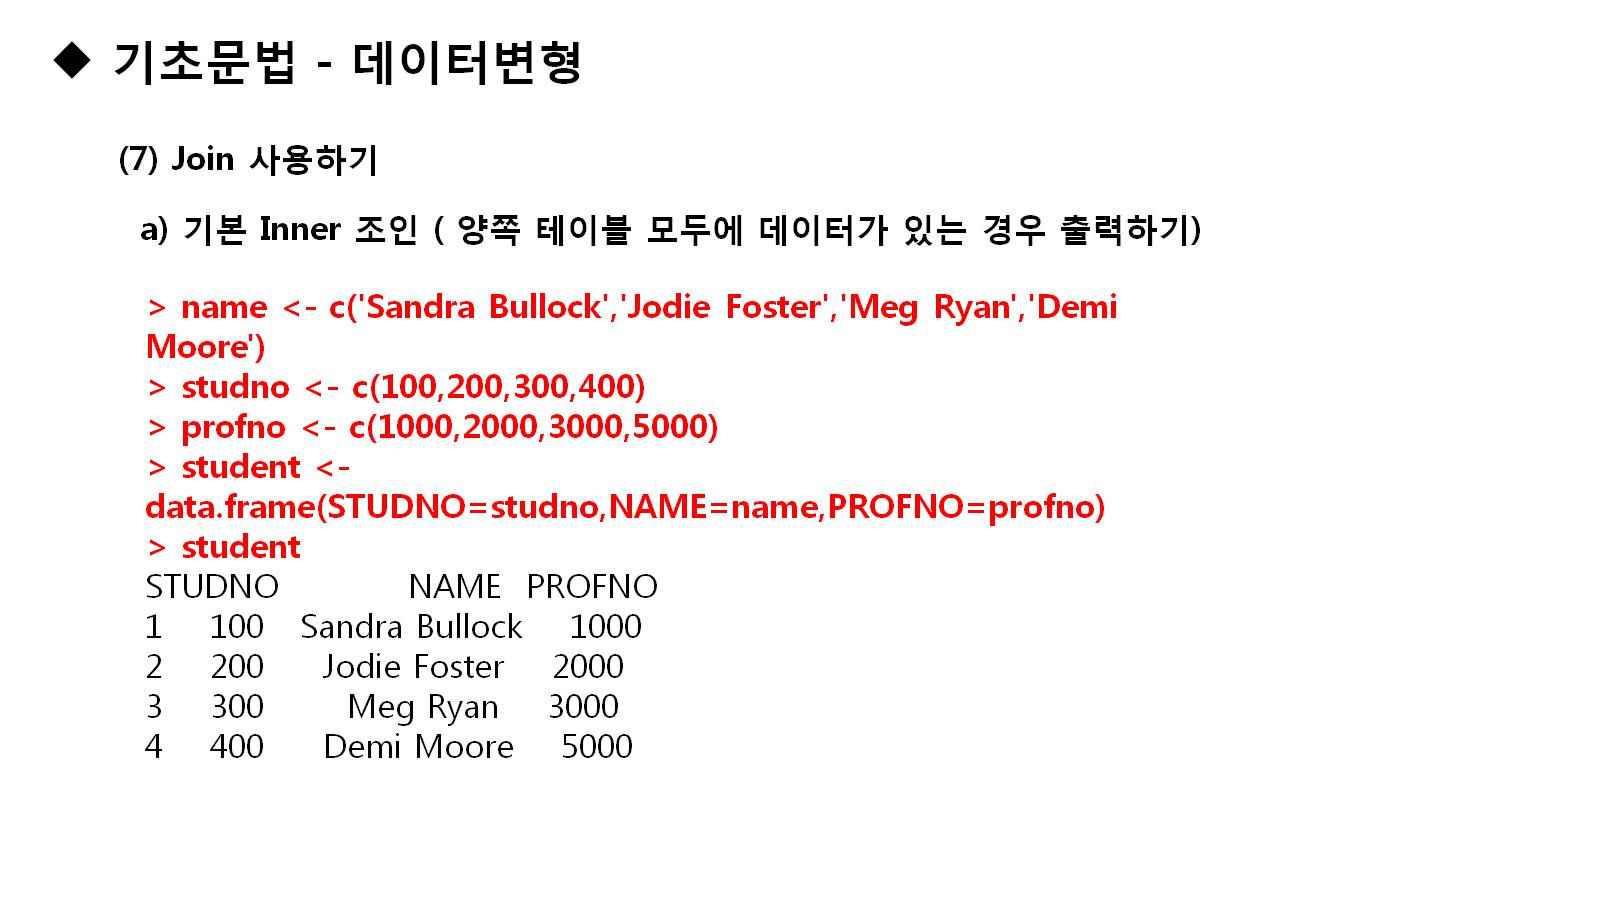 ◆ 기초문법 - 데이터변형
(7) Join 사용하기
a) 기본 Inner 조인 ( 양쪽 테이블 모두에 데이터가 있는 경우 출력하기)
> name <- c('Sandra Bullock','Jodie Foster','Meg Ryan','Demi
Moore')
> studno <- c(100,200,300,400)
> profno <- c(1000,2000,3000,5000)
> student <-
data.frame(STUDNO=studno,NAME=name,PROFNO=profno)
> student
STUDNO NAME PROFNO
1 100 Sandra Bullock 1000
2 200 Jodie Foster 2000
3 300 Meg Ryan 3000
4 400 Demi Moore 5000